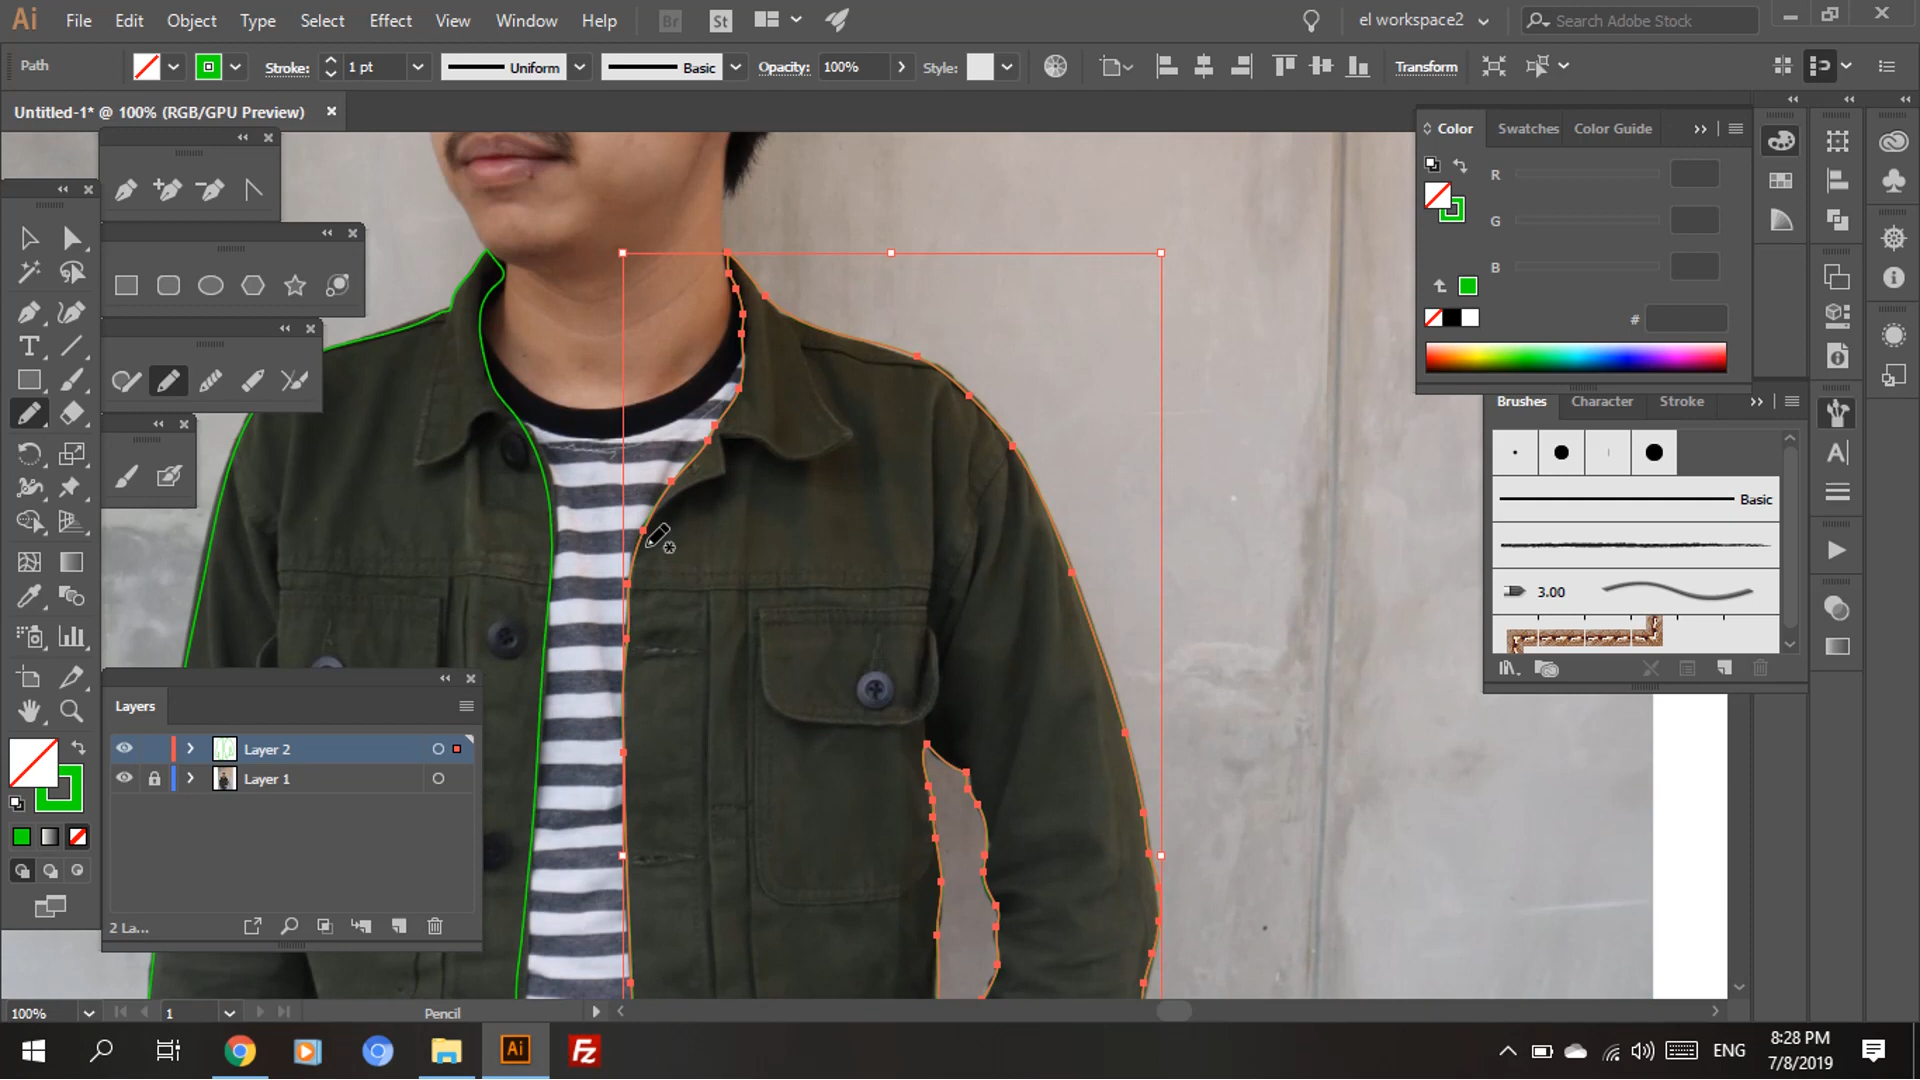 Ai File Edit Object Type Select Effect View Window Help Br St el workspace2 Search Adobe Stock
Path Stroke: 1 pt Uniform Basic Opacity: 100% Style: Transform
Untitled-1* @ 100% (RGB/GPU Preview)
Color Swatches Color Guide
R
G
B
#
Brushes Character Stroke
Basic
3.00
Layers
Layer 2
Layer 1
2 La...
100% 1 Pencil
Ai Fz ENG 8:28 PM
7/8/2019